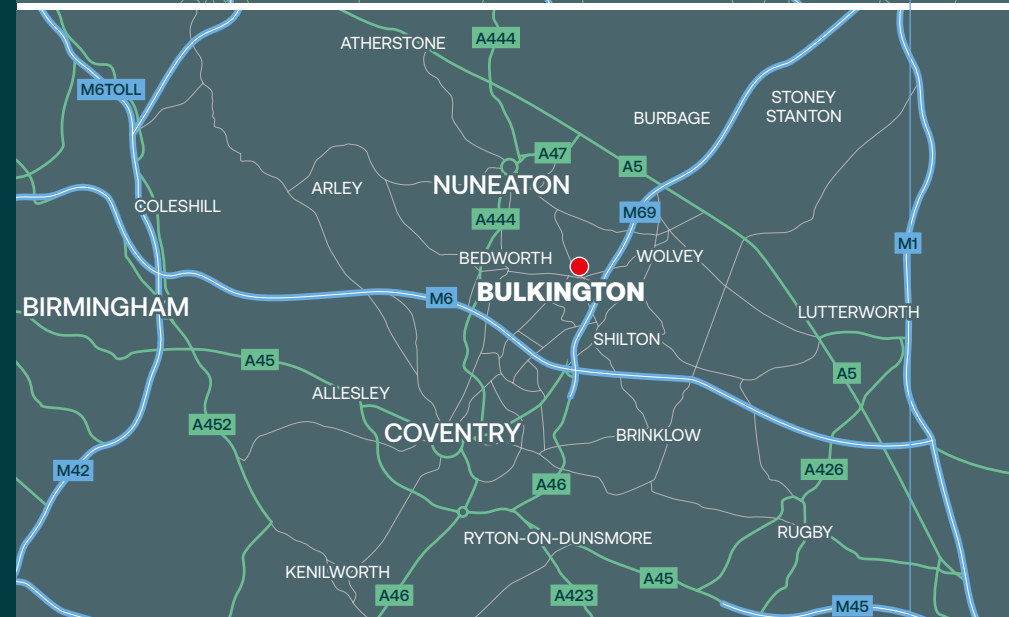 A444
ATHERSTONE
M6TOLL
STONEY
STANTON
BURBAGE
A47
A5
NUNEATON
ARLEY
COLESHILL
M69
A444
M1
BEDWORTH
WOLVEY
BULKINGTON
M6
BIRMINGHAM
LUTTERWORTH
SHILTON
A45
A5
ALLESLEY
A452
COVENTRY
BRINKLOW
M42
A426
A46
RUGBY
RYTON-ON-DUNSMORE
KENILWORTH
A45
A46
A423
M45